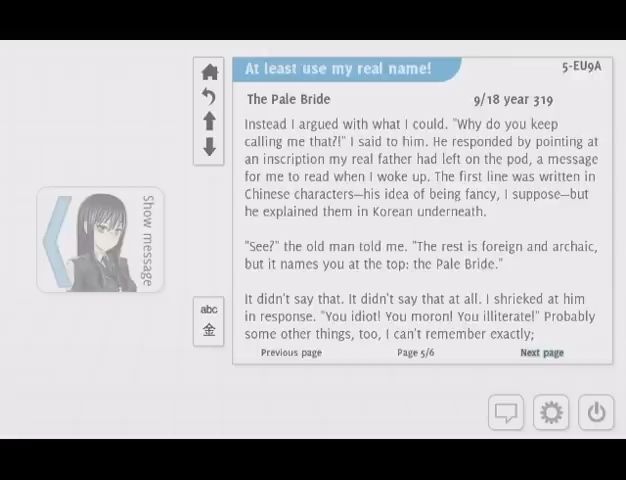 At least use my real name!
5-EU9A
The Pale Bride
9/18 year 319
Instead I argued with what I could. "Why do you keep
calling me that?!" I said to him. He responded by pointing at
an inscription my real father had left on the pod, a message
for me to read when I woke up. The first line was written in
Chinese characters—his idea of being fancy, I suppose—but
he explained them in Korean underneath.
"See?" the old man told me. "The rest is foreign and archaic,
but it names you at the top: the Pale Bride."
It didn't say that. It didn't say that at all. I shrieked at him
in response. "You idiot! You moron! You illiterate!" Probably
some other things, too, I can't remember exactly;
Previous page
Page 5/6
Next page
Show message
abc
金